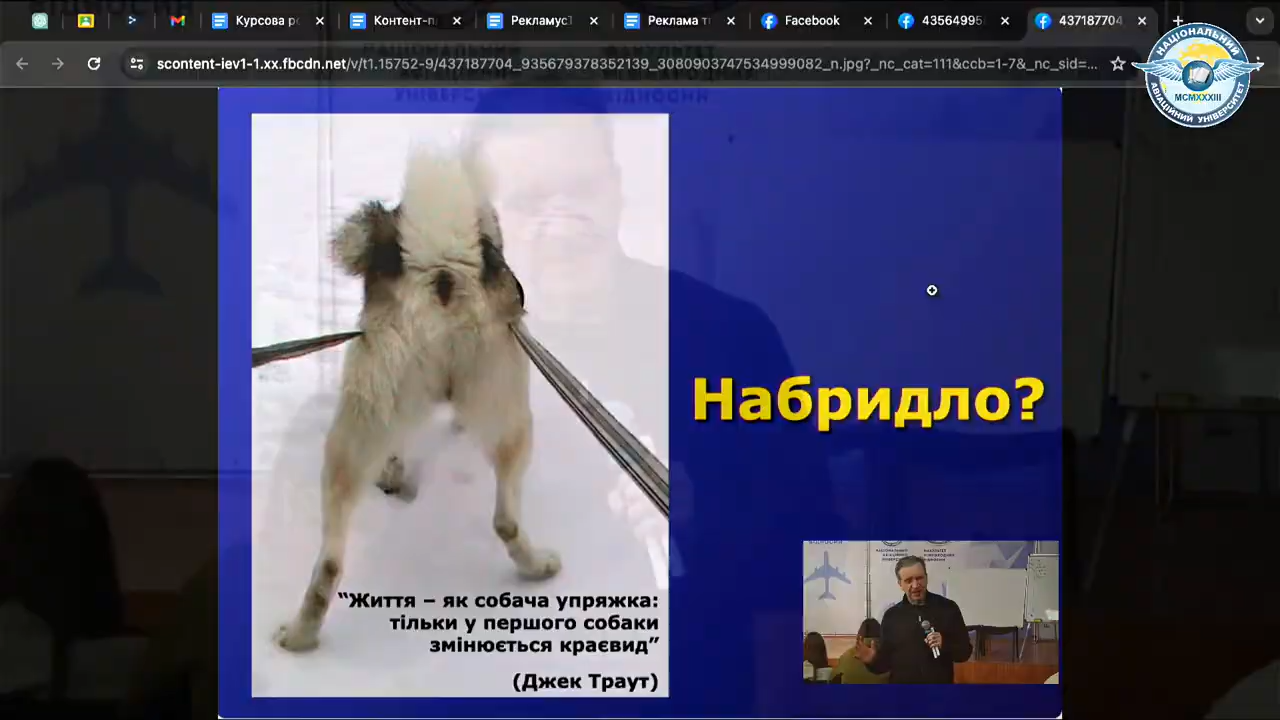 Курсова ре
Контент-п
Рекламус
Реклама т
Facebook
43564995
437187704
scontent-iev1-1.xx.fbcdn.net/v/t1.15752-9/437187704_935679378352139_3080903747534999082_n.jpg?_nc_cat=111&ccb=1-7&_nc_sid=...
НАЦІОНАЛЬНИЙ
АВІАЦІЙНИЙ УНІВЕРСИТЕТ
MCMXXXIII
Набридло?
“Життя – як собача упряжка:
тільки у першого собаки
змінюється краєвид”
(Джек Траут)